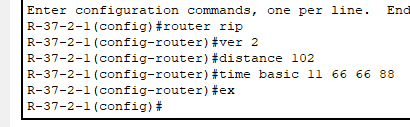 Enter configuration commands, one per line.  End
R-37-2-1(config)#router rip
R-37-2-1(config-router)#ver 2
R-37-2-1(config-router)#distance 102
R-37-2-1(config-router)#time basic 11 66 66 88
R-37-2-1(config-router)#ex
R-37-2-1(config)#